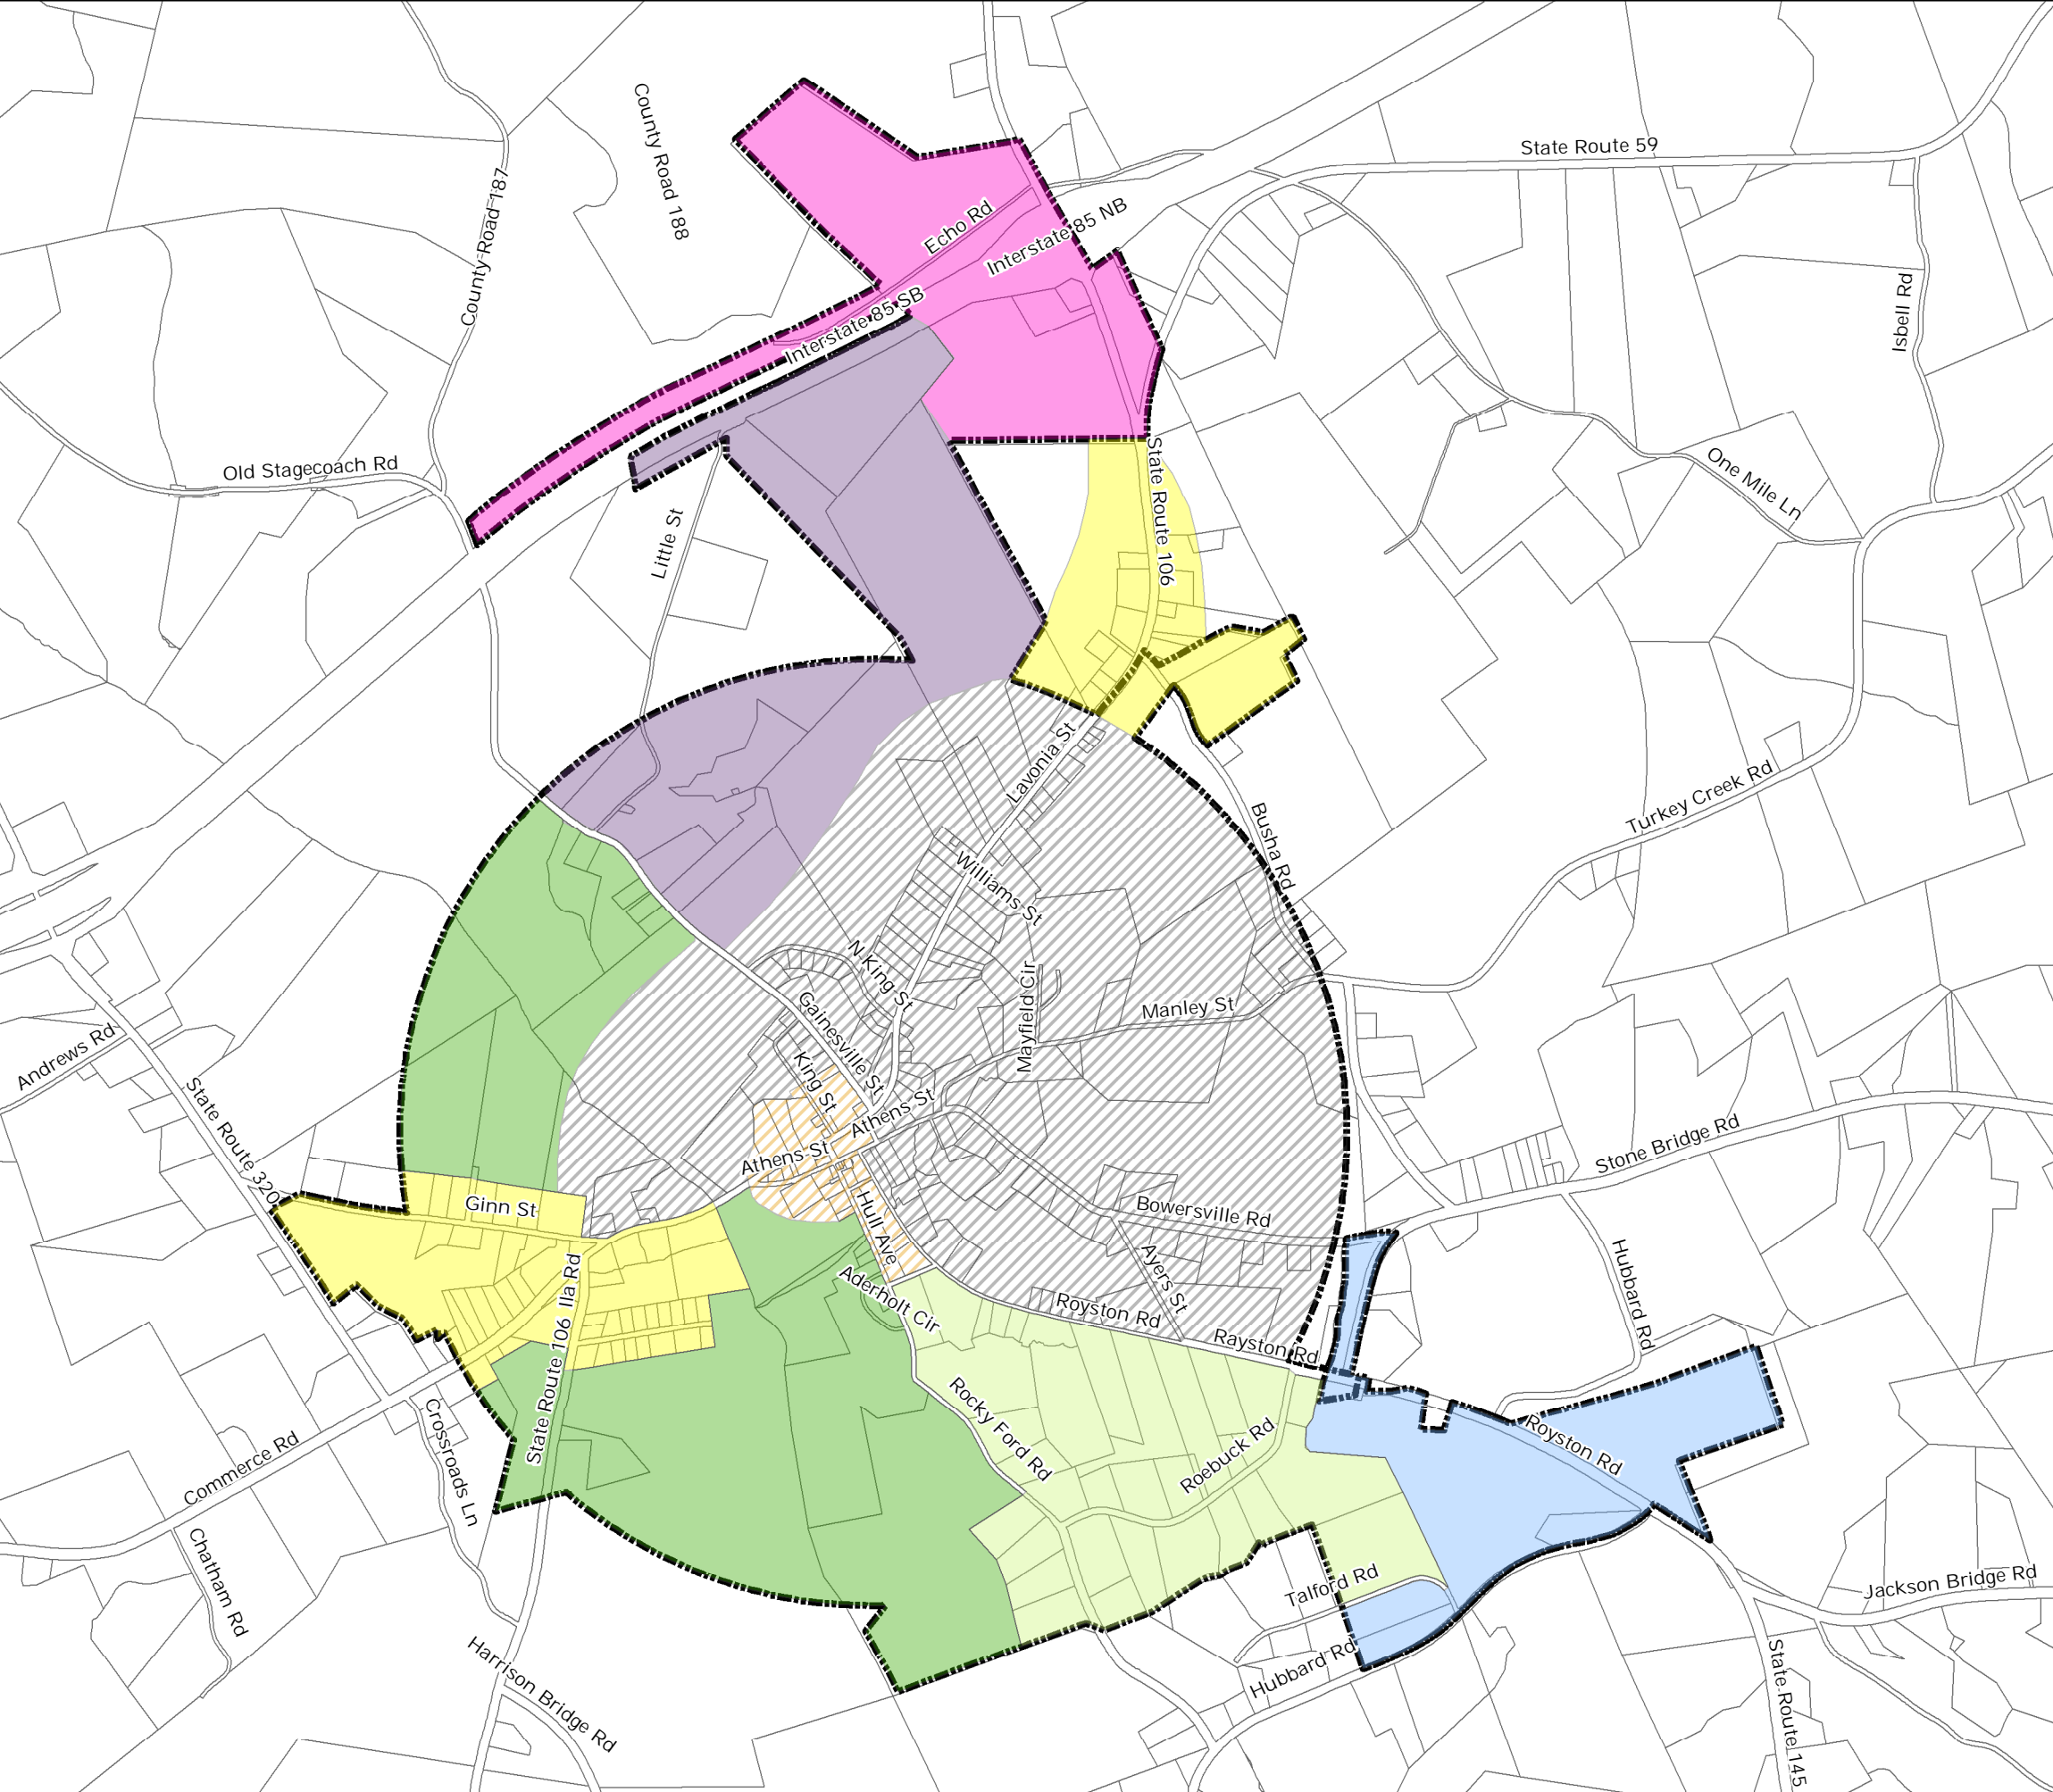 County Road 188
State Route 59
County Road 187
Echo Rd
Interstate 85 NB
Interstate 85 SB
Isbell Rd
Old Stagecoach Rd
State Route 106
One Mile Ln
Little St
Lavonia St
Turkey Creek Rd
Busha Rd
Williams St
N King St
Mayfield Cir
Gainesville St
Manley St
Andrews Rd
King St
State Route 320
Athens St
Athens St
Stone Bridge Rd
Ginn St
Hull Ave
Bowersville Rd
Ayers St
Hubbard Rd
State Route 106 Ila Rd
Aderholt Cir
Royston Rd
Rayston Rd
Rocky Ford Rd
Roebuck Rd
Royston Rd
Crossroads Ln
Commerce Rd
Chatham Rd
Talford Rd
Jackson Bridge Rd
Hubbard Rd
Harrison Bridge Rd
State Route 145